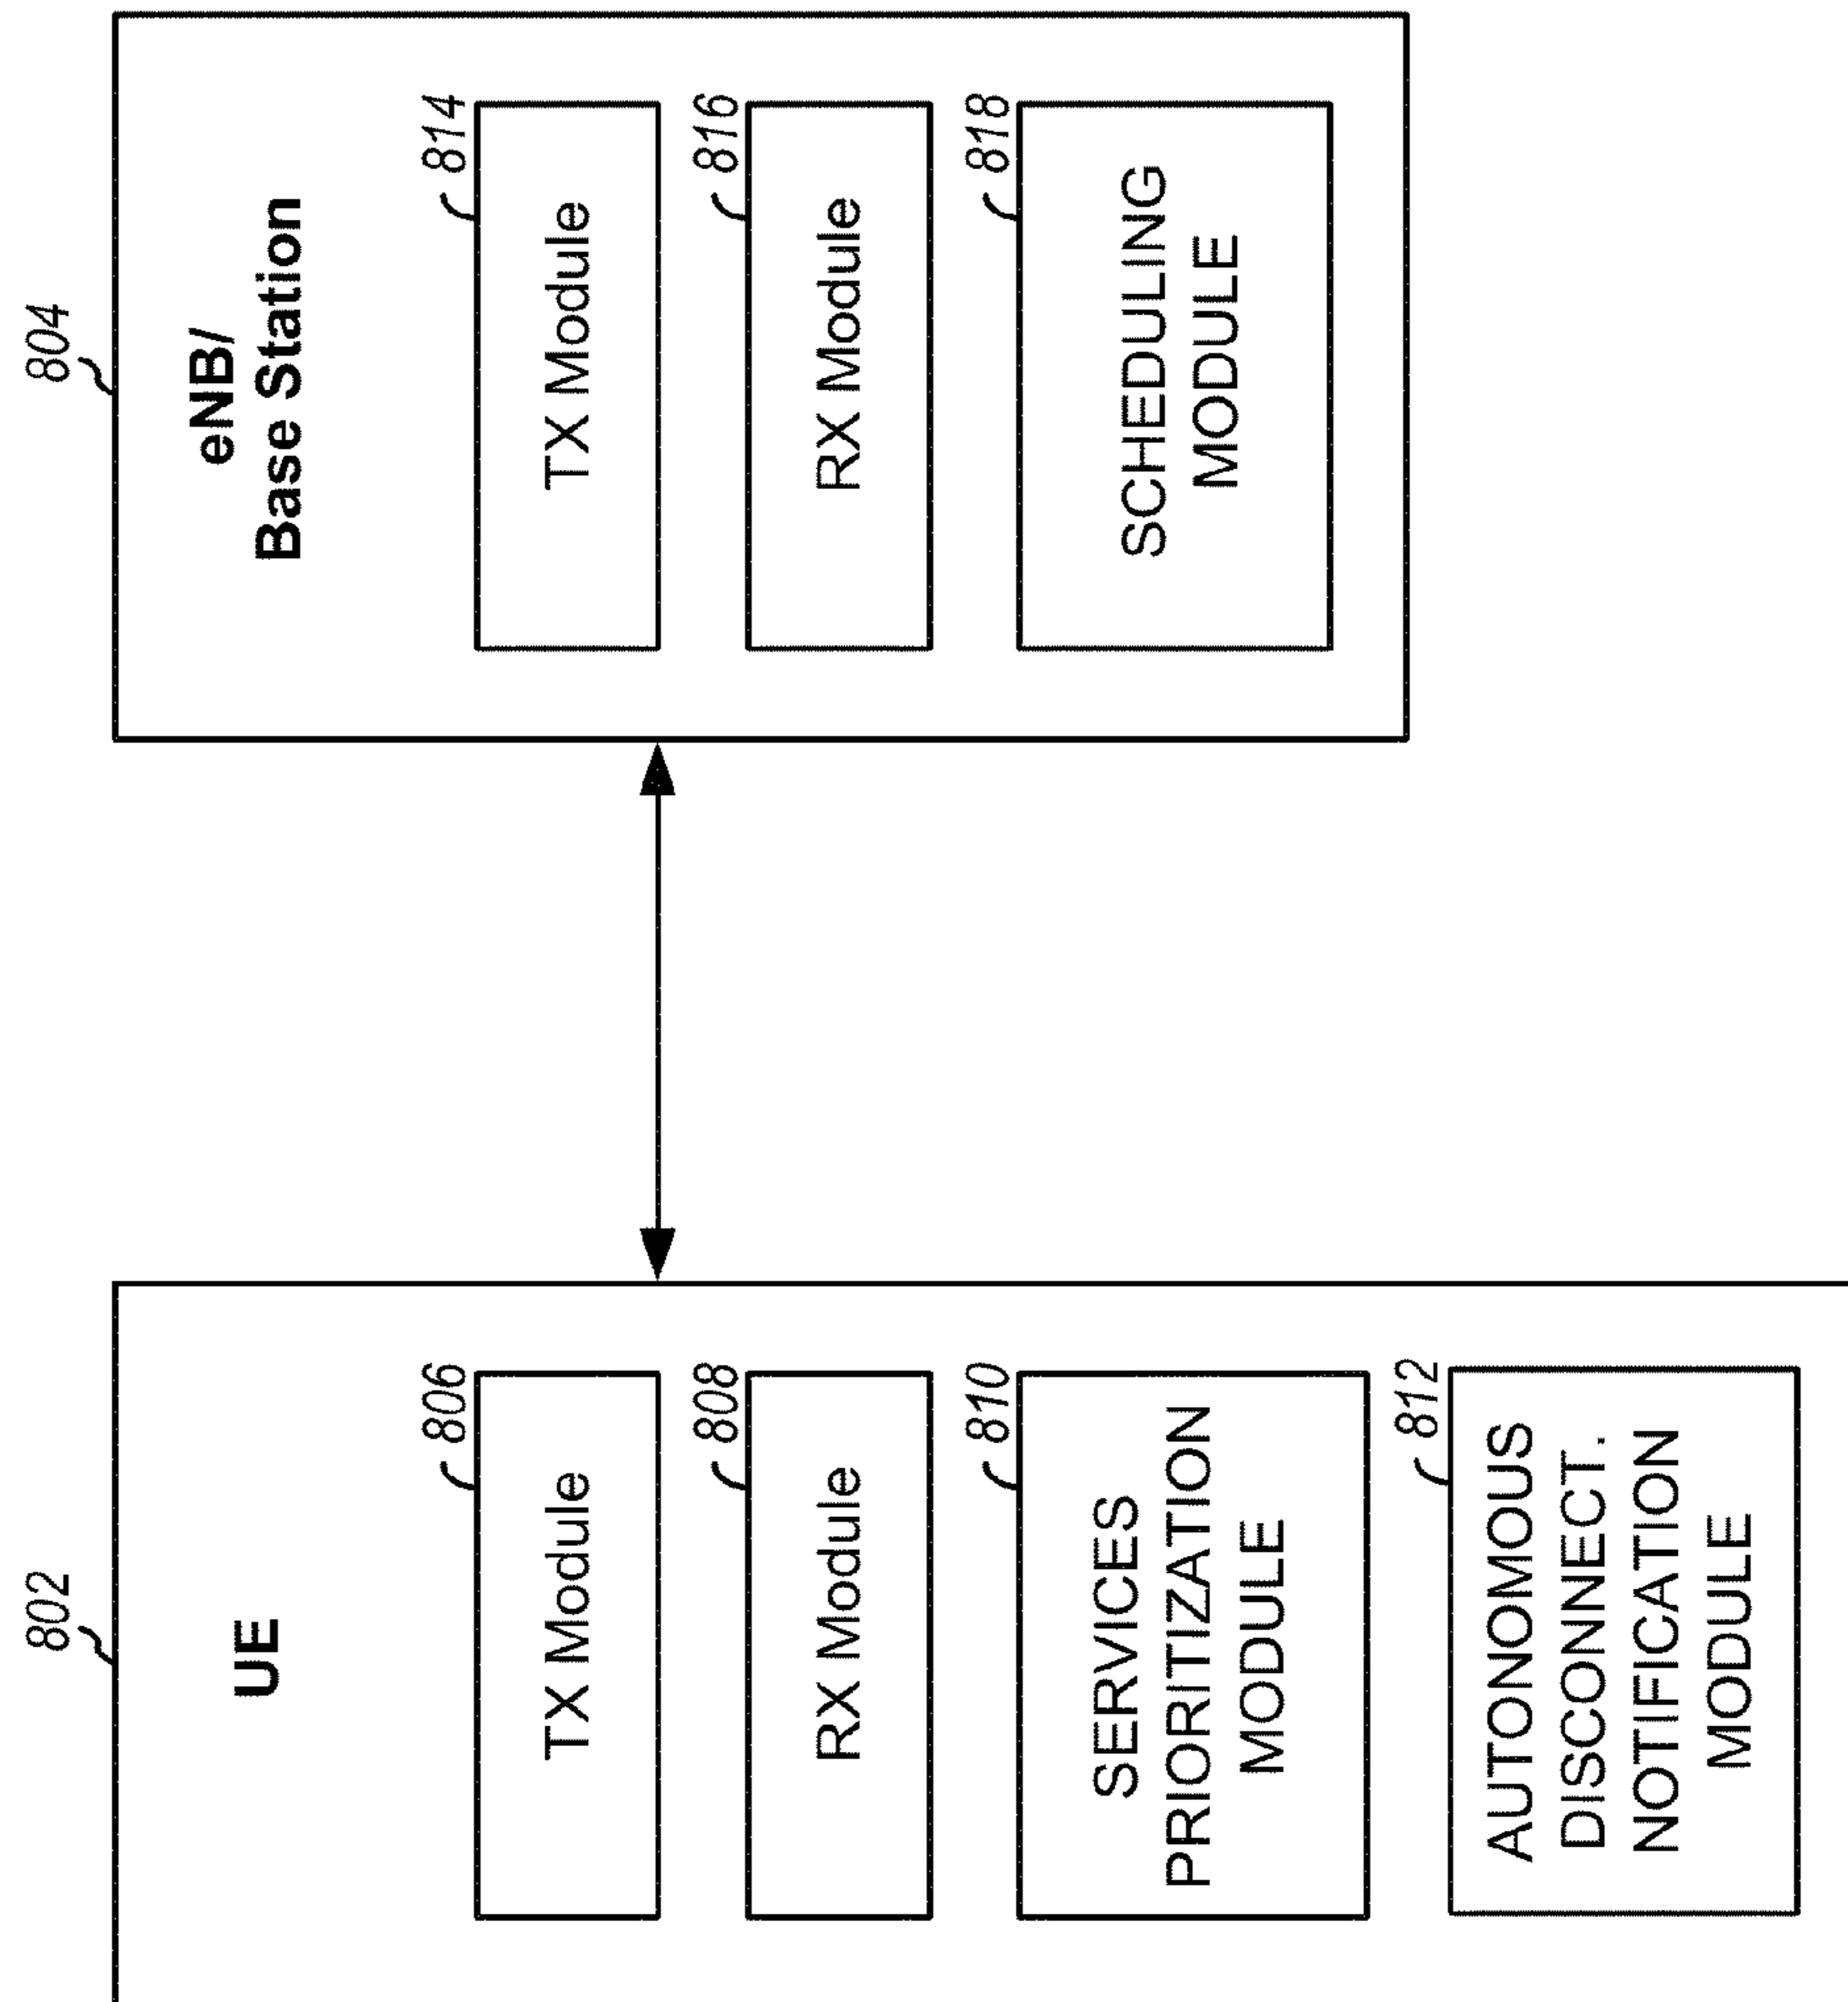 802
UE
806
TX Module
808
RX Module
810
SERVICES
PRIORITIZATION
MODULE
812
AUTONOMOUS
DISCONNECT.
NOTIFICATION
MODULE
804
eNB/
Base Station
814
TX Module
816
RX Module
818
SCHEDULING
MODULE